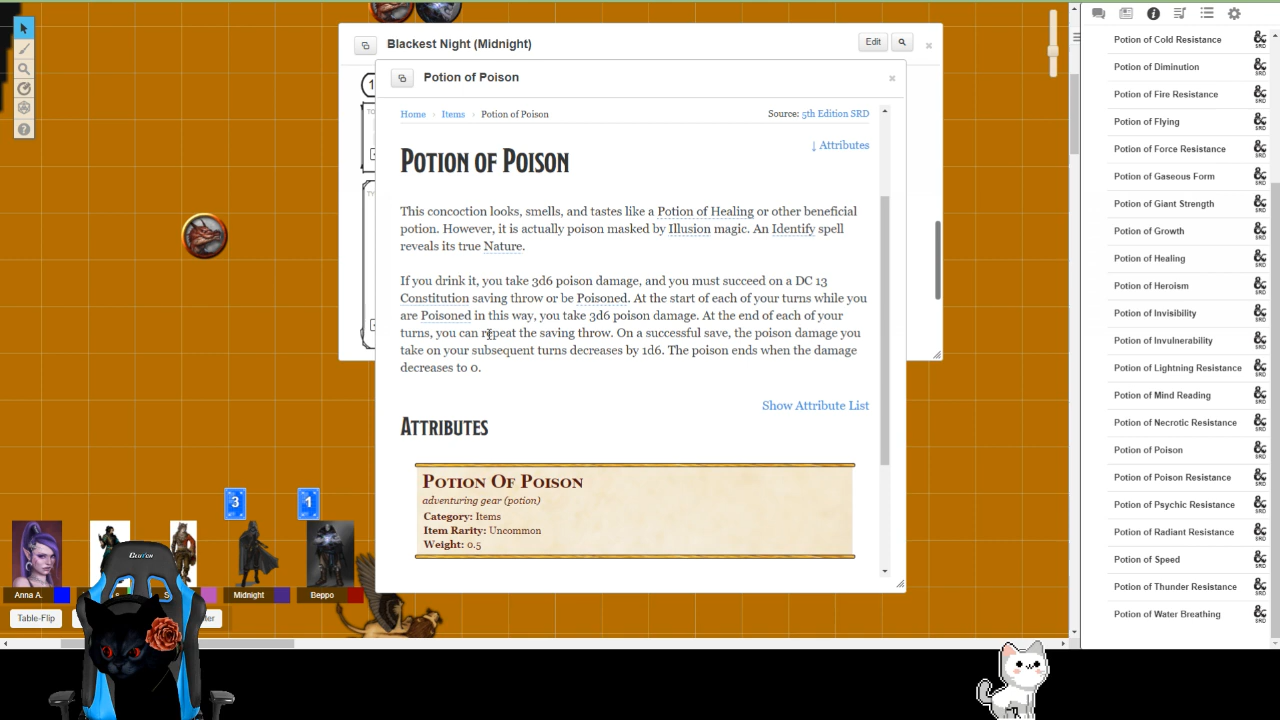 Blackest Night (Midnight)
Edit
Potion of Poison
Home › Items › Potion of Poison
Source: 5th Edition SRD
↓ Attributes
Potion of Poison
This concoction looks, smells, and tastes like a Potion of Healing or other beneficial
potion. However, it is actually poison masked by Illusion magic. An Identify spell
reveals its true Nature.
If you drink it, you take 3d6 poison damage, and you must succeed on a DC 13
Constitution saving throw or be Poisoned. At the start of each of your turns while you
are Poisoned in this way, you take 3d6 poison damage. At the end of each of your
turns, you can repeat the saving throw. On a successful save, the poison damage you
take on your subsequent turns decreases by 1d6. The poison ends when the damage
decreases to 0.
Show Attribute List
Attributes
Potion Of Poison
adventuring gear (potion)
Category: Items
Item Rarity: Uncommon
Weight: 0.5
Potion of Cold Resistance
Potion of Diminution
Potion of Fire Resistance
Potion of Flying
Potion of Force Resistance
Potion of Gaseous Form
Potion of Giant Strength
Potion of Growth
Potion of Healing
Potion of Heroism
Potion of Invisibility
Potion of Invulnerability
Potion of Lightning Resistance
Potion of Mind Reading
Potion of Necrotic Resistance
Potion of Poison
Potion of Poison Resistance
Potion of Psychic Resistance
Potion of Radiant Resistance
Potion of Speed
Potion of Thunder Resistance
Potion of Water Breathing
3
1
Anna A.
Midnight
Beppo
Table-Flip